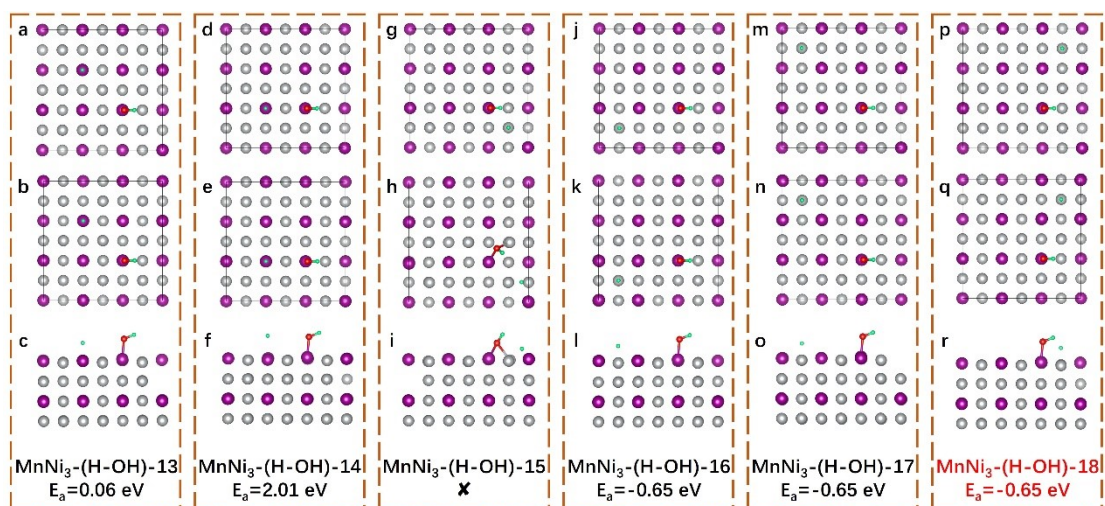 a
d
g
j
m
p
b
e
h
k
n
q
c
f
i
l
o
r
MnNi₃-(H-OH)-13
Eₐ=0.06 eV
MnNi₃-(H-OH)-14
Eₐ=2.01 eV
MnNi₃-(H-OH)-15
✘
MnNi₃-(H-OH)-16
Eₐ=-0.65 eV
MnNi₃-(H-OH)-17
Eₐ=-0.65 eV
MnNi₃-(H-OH)-18
Eₐ=-0.65 eV